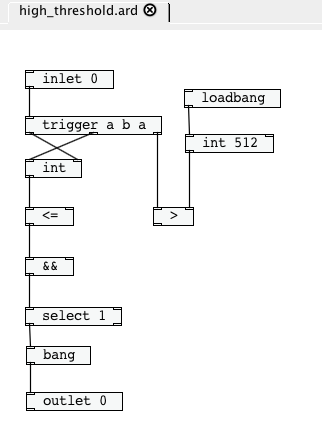 high_threshold.ard
inlet 0
loadbang
trigger a b a
int 512
int
<= >
&&
select 1
bang
outlet 0